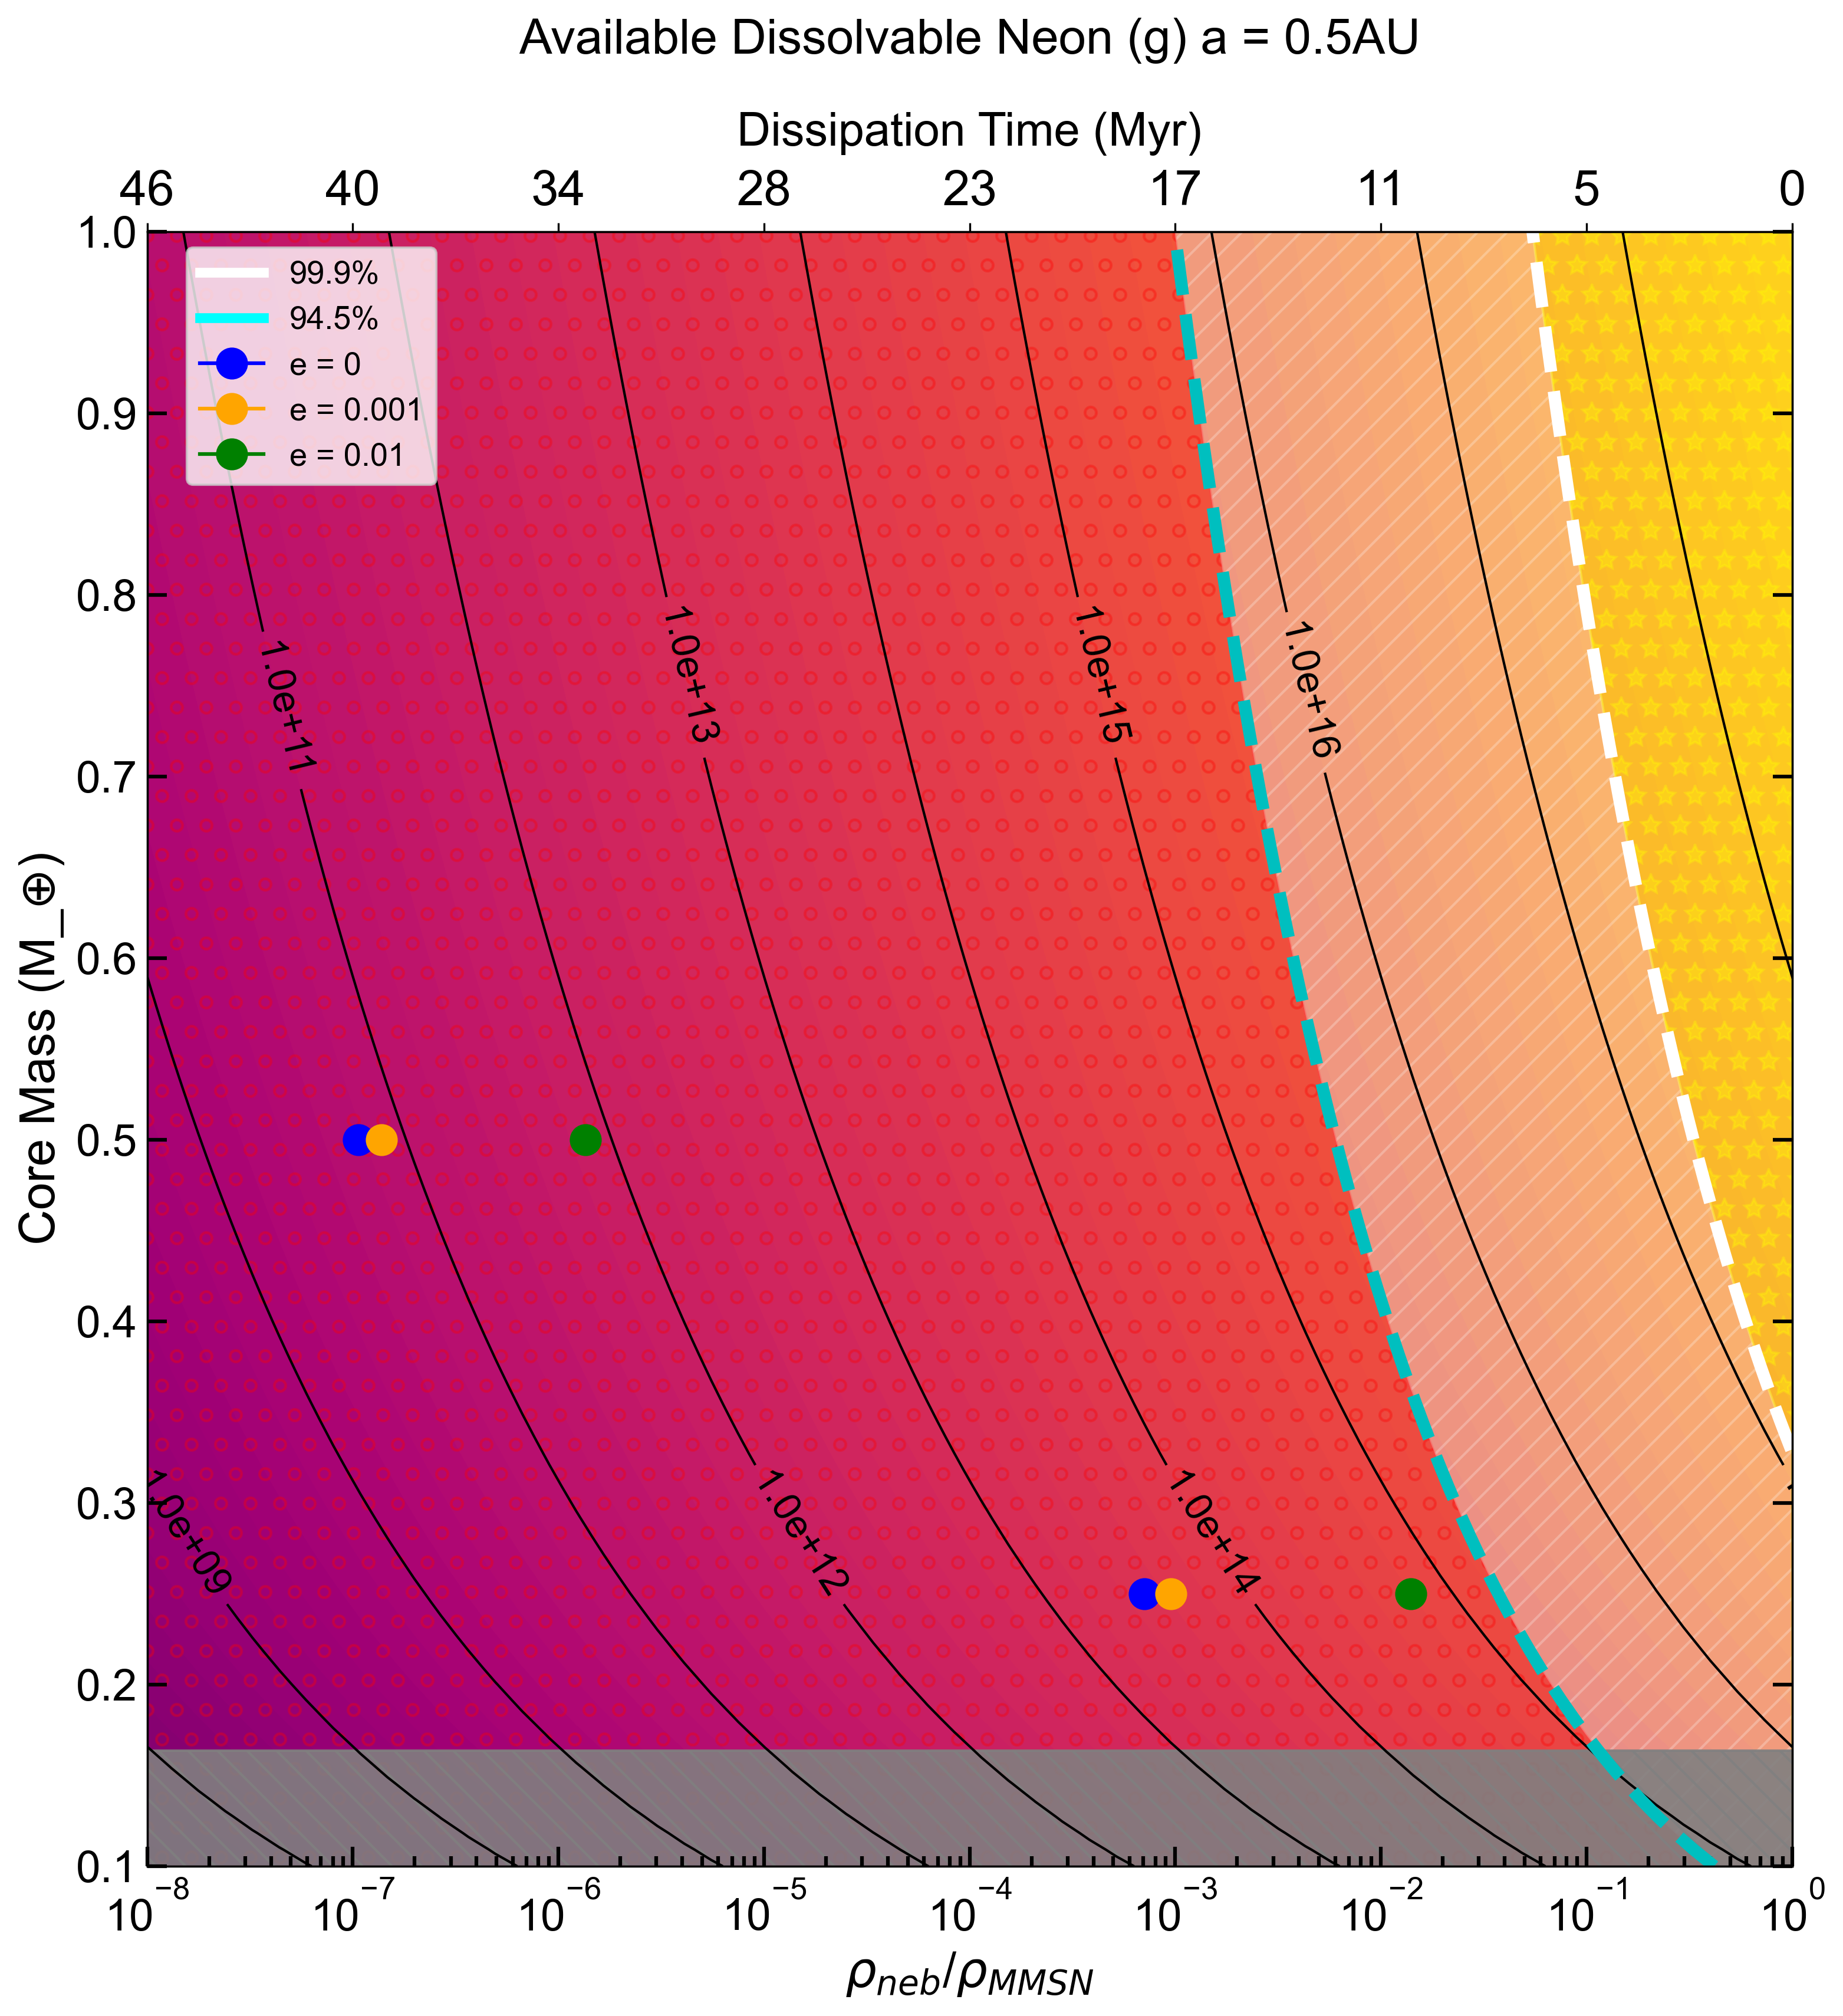 Available Dissolvable Neon (g) a = 0.5AU
Dissipation Time (Myr)
46 40 34 28 23 17 11 5 0
99.9%
94.5%
e = 0
e = 0.001
e = 0.01
1.0
0.9
0.8
0.7
0.6
0.5
0.4
0.3
0.2
0.1
Core Mass (M_⊕)
1.0e+11
1.0e+13
1.0e+15
1.0e+16
1.0e+09
1.0e+12
1.0e+14
10⁻⁸ 10⁻⁷ 10⁻⁶ 10⁻⁵ 10⁻⁴ 10⁻³ 10⁻² 10⁻¹ 10⁰
ρneb/ρMMSN